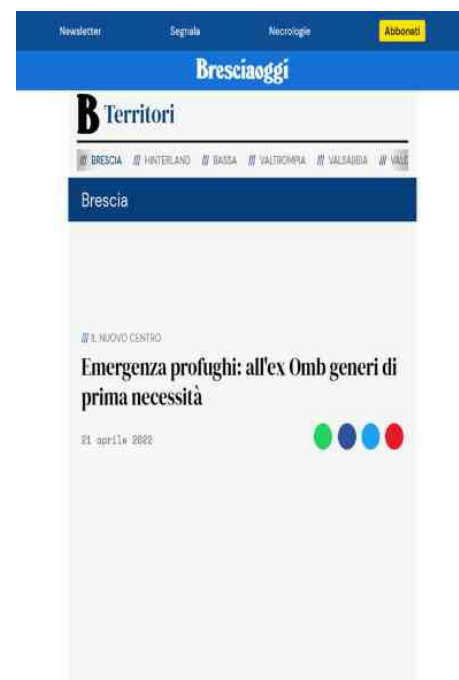 Newsletter Segnala Necrologie Abbonati
Bresciaoggi
B Territori
/// BRESCIA /// HINTERLAND /// BASSA /// VALTROMPIA /// VALSABBIA ///
Brescia
/// IL NUOVO CENTRO
Emergenza profughi: all'ex Omb generi di
prima necessità
21 aprile 2022